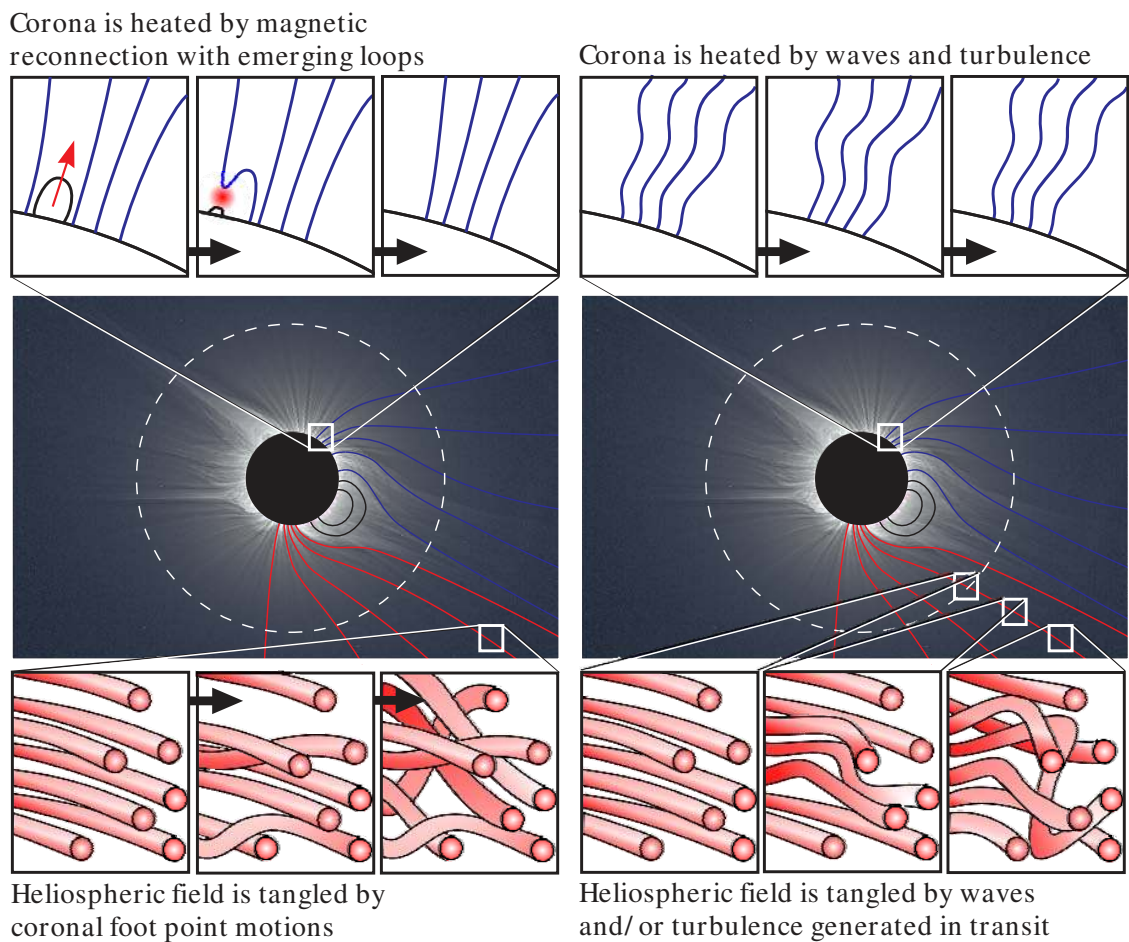 Corona is heated by magnetic
reconnection with emerging loops
Corona is heated by waves and turbulence
Heliospheric field is tangled by
coronal foot point motions
Heliospheric field is tangled by waves
and/ or turbulence generated in transit